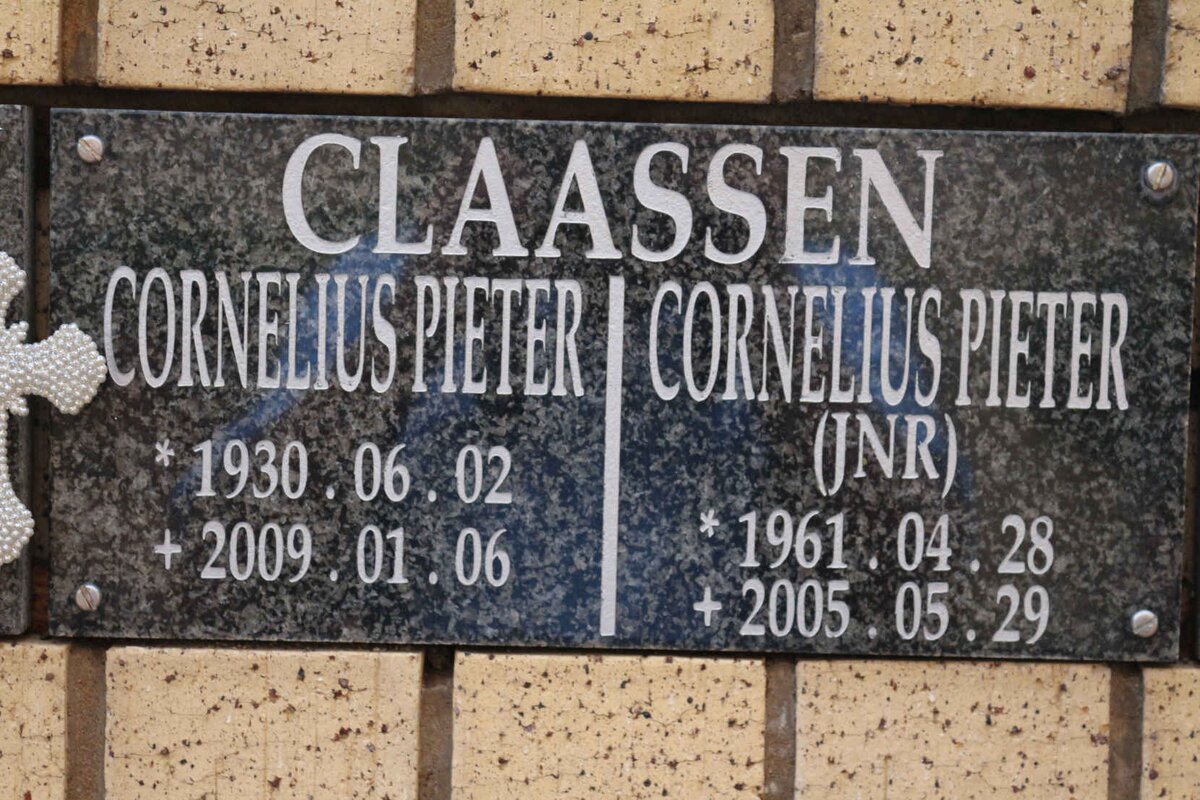 CLAASSEN
CORNELIUS PIETER
* 1930 . 06 . 02
+ 2009 . 01 . 06
CORNELIUS PIETER
(JNR)
* 1961 . 04 . 28
+ 2005 . 05 . 29